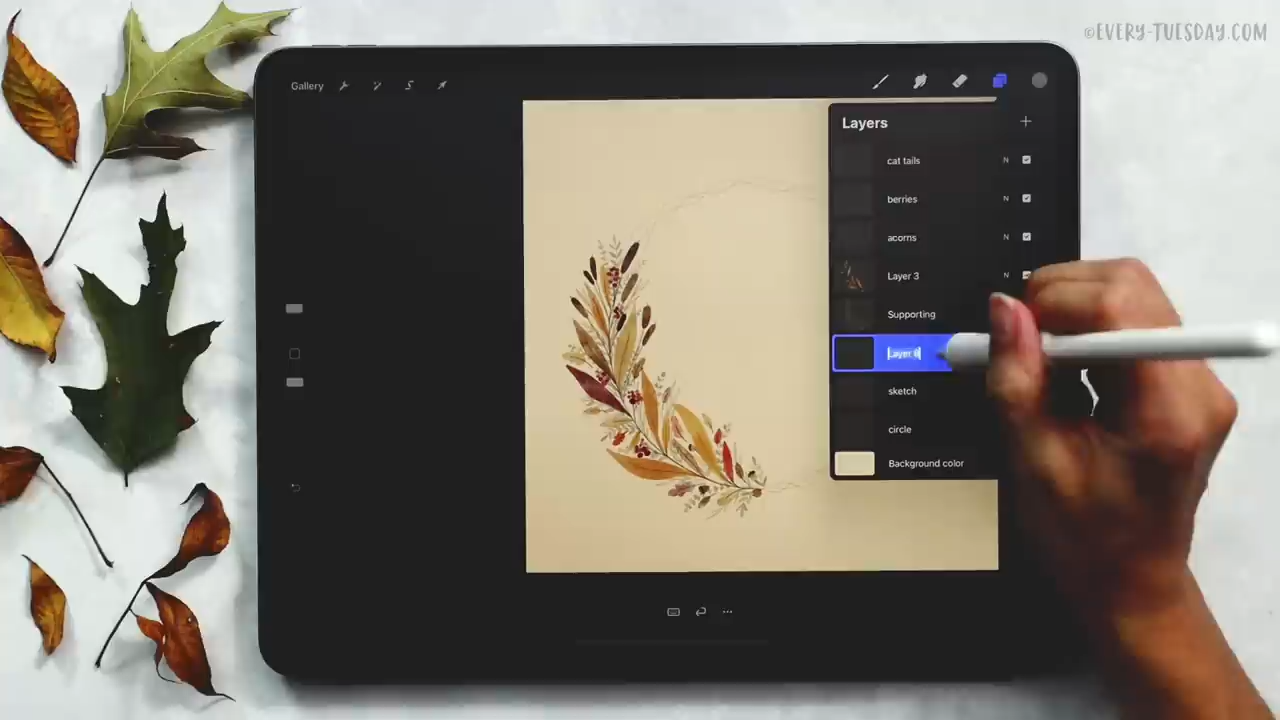 ©EVERY-TUESDAY.COM
Gallery
Layers
cat tails N
berries N
acorns N
Layer 3 N
Supporting
sketch
circle
Background color